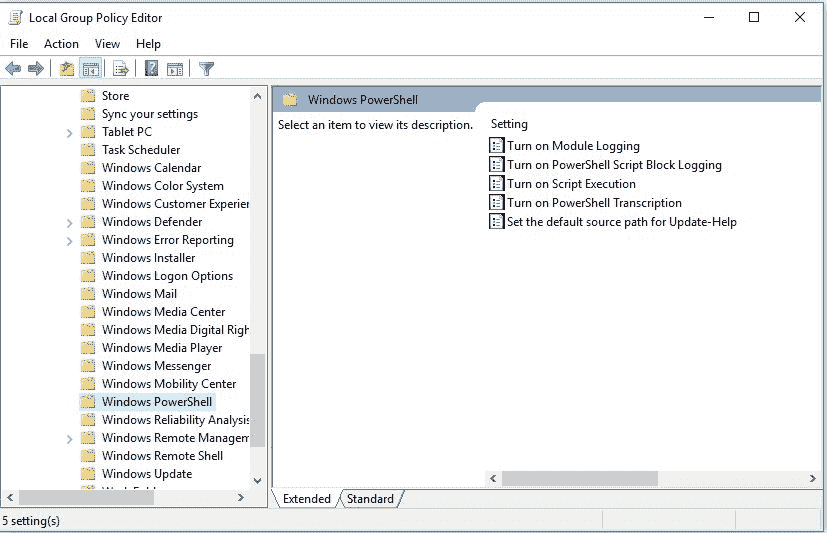 Local Group Policy Editor
File Action View Help
Store
Sync your settings
Tablet PC
Task Scheduler
Windows Calendar
Windows Color System
Windows Customer Experier
Windows Defender
Windows Error Reporting
Windows Installer
Windows Logon Options
Windows Mail
Windows Media Center
Windows Media Digital Righ
Windows Media Player
Windows Messenger
Windows Mobility Center
Windows PowerShell
Windows Reliability Analysis
Windows Remote Managem
Windows Remote Shell
Windows Update
Windows PowerShell
Select an item to view its description.
Setting
Turn on Module Logging
Turn on PowerShell Script Block Logging
Turn on Script Execution
Turn on PowerShell Transcription
Set the default source path for Update-Help
Extended Standard
5 setting(s)